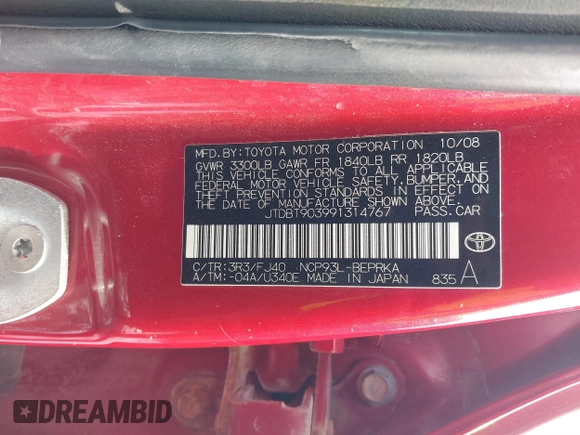 MFD. BY: TOYOTA MOTOR CORPORATION 10/08
GVWR 3300LB GAWR FR 1840LB RR 1820LB
THIS VEHICLE CONFORMS TO ALL APPLICABLE
FEDERAL MOTOR VEHICLE SAFETY, BUMPER, AND
THEFT PREVENTION STANDARDS IN EFFECT ON
THE DATE OF MANUFACTURE SHOWN ABOVE.
JTDBT903991314767 PASS. CAR
C/TR: 3R3/FJ40 NCP93L-BEPRKA
A/TM: -04A/U340E MADE IN JAPAN 835 A
DREAMBID